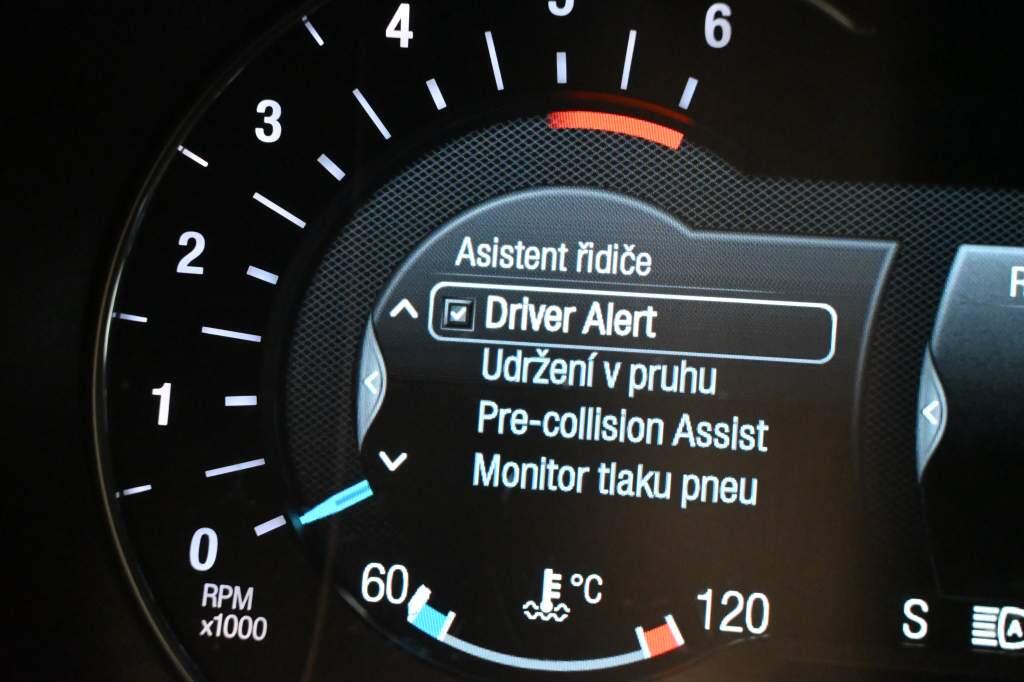 4
6
3
2
1
0
RPM
x1000
Asistent řidiče
Driver Alert
Udržení v pruhu
Pre-collision Assist
Monitor tlaku pneu
60
°C
120
S
A